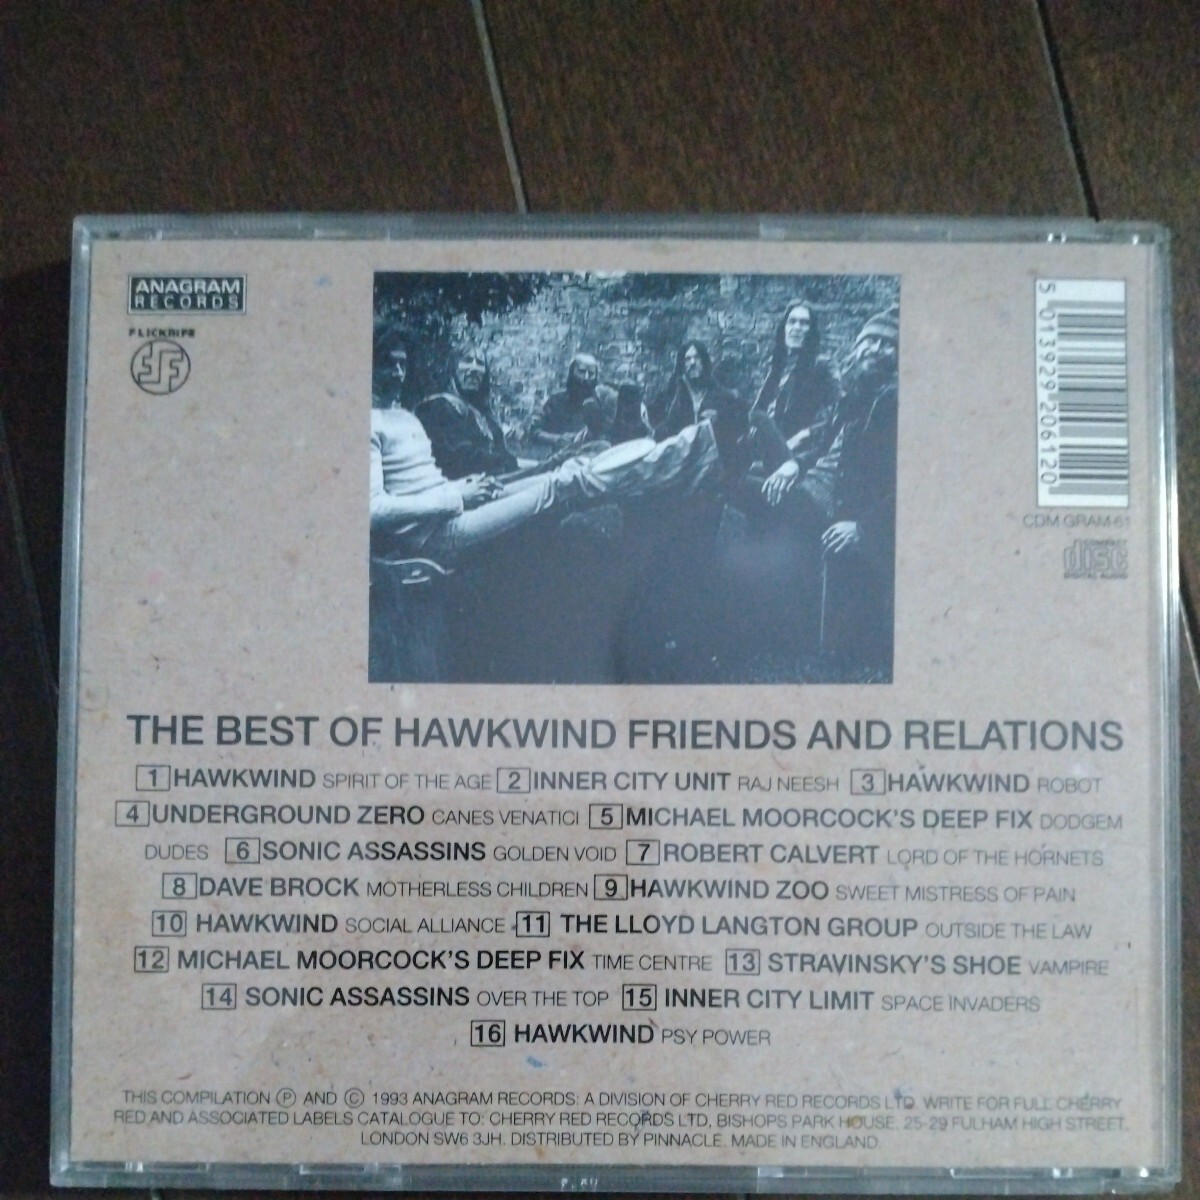 ANAGRAM
RECORDS
FLICKNIFE
5 013929 206120
CDM GRAM 61
COMPACT
disc
DIGITAL AUDIO
THE BEST OF HAWKWIND FRIENDS AND RELATIONS
1 HAWKWIND SPIRIT OF THE AGE 2 INNER CITY UNIT RAJ NEESH 3 HAWKWIND ROBOT
4 UNDERGROUND ZERO CANES VENATICI 5 MICHAEL MOORCOCK'S DEEP FIX DODGEM
DUDES 6 SONIC ASSASSINS GOLDEN VOID 7 ROBERT CALVERT LORD OF THE HORNETS
8 DAVE BROCK MOTHERLESS CHILDREN 9 HAWKWIND ZOO SWEET MISTRESS OF PAIN
10 HAWKWIND SOCIAL ALLIANCE 11 THE LLOYD LANGTON GROUP OUTSIDE THE LAW
12 MICHAEL MOORCOCK'S DEEP FIX TIME CENTRE 13 STRAVINSKY'S SHOE VAMPIRE
14 SONIC ASSASSINS OVER THE TOP 15 INNER CITY LIMIT SPACE INVADERS
16 HAWKWIND PSY POWER
THIS COMPILATION Ⓟ AND © 1993 ANAGRAM RECORDS: A DIVISION OF CHERRY RED RECORDS LTD. WRITE FOR FULL CHERRY
RED AND ASSOCIATED LABELS CATALOGUE TO: CHERRY RED RECORDS LTD, BISHOPS PARK HOUSE, 25-29 FULHAM HIGH STREET,
LONDON SW6 3JH. DISTRIBUTED BY PINNACLE. MADE IN ENGLAND.